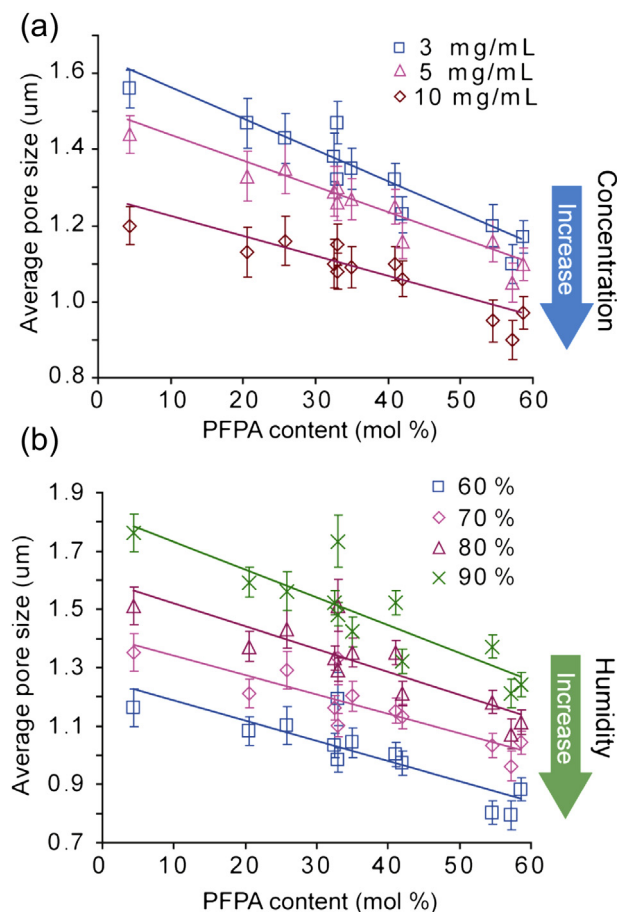 (a)
3 mg/mL
5 mg/mL
10 mg/mL
1.6
1.4
1.2
1.0
0.8
0 10 20 30 40 50 60
Average pore size (um)
PFPA content (mol %)
Increase
Concentration
(b)
60 %
70 %
80 %
90 %
1.9
1.7
1.5
1.3
1.1
0.9
0.7
0 10 20 30 40 50 60
Average pore size (um)
PFPA content (mol %)
Increase
Humidity